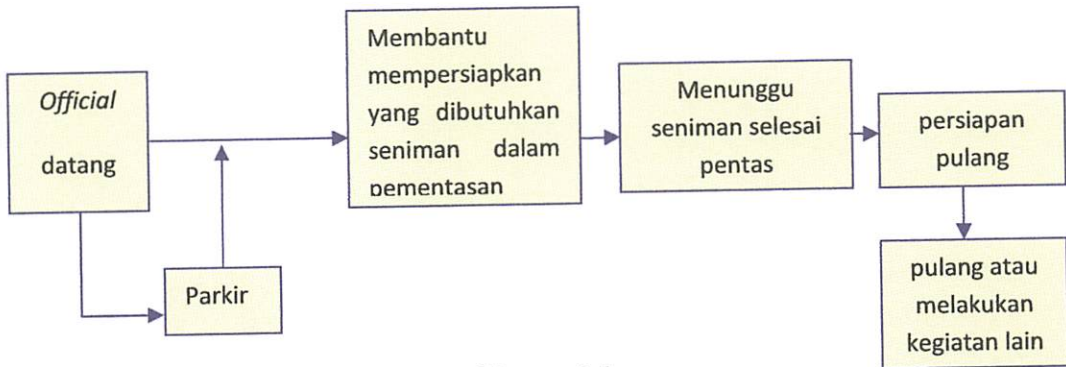 Official
datang
Parkir
Membantu
mempersiapkan
yang dibutuhkan
seniman dalam
pementasan
Menunggu
seniman selesai
pentas
persiapan
pulang
pulang atau
melakukan
kegiatan lain